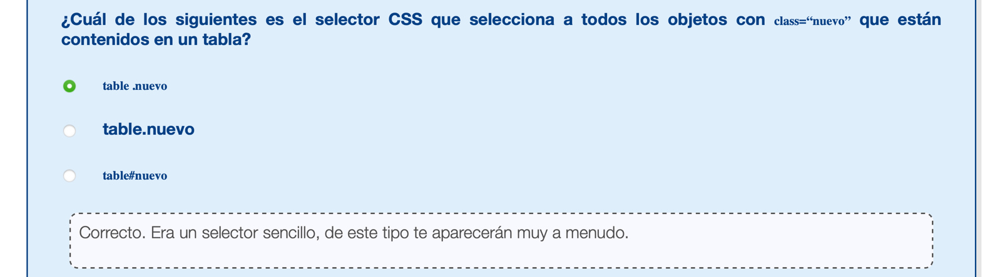 ¿Cuál de los siguientes es el selector CSS que selecciona a todos los objetos con class=“nuevo” que están
contenidos en un tabla?
table .nuevo
table.nuevo
table#nuevo
Correcto. Era un selector sencillo, de este tipo te aparecerán muy a menudo.